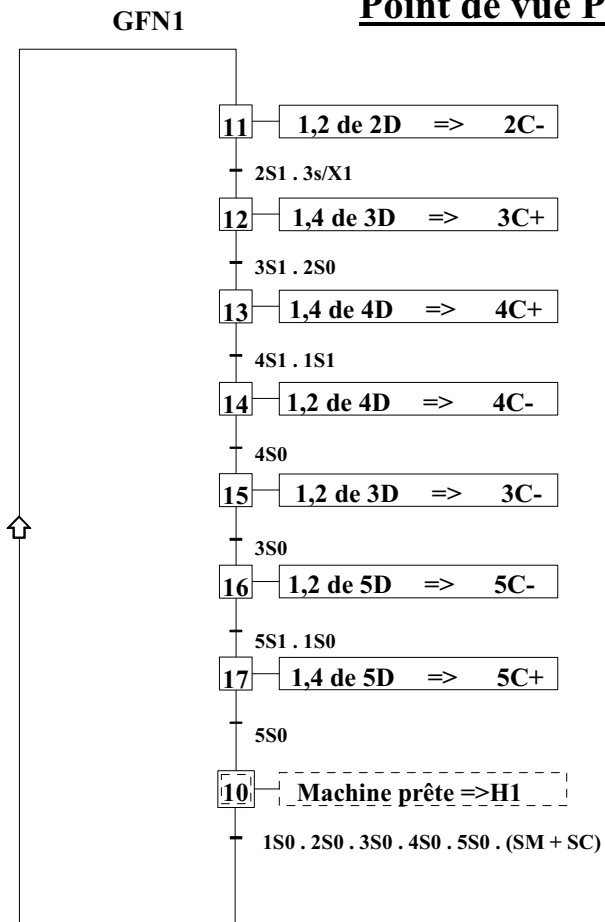 Point de vue P
GFN1
11 1,2 de 2D => 2C-
2S1 . 3s/X1
12 1,4 de 3D => 3C+
3S1 . 2S0
13 1,4 de 4D => 4C+
4S1 . 1S1
14 1,2 de 4D => 4C-
4S0
15 1,2 de 3D => 3C-
3S0
16 1,2 de 5D => 5C-
5S1 . 1S0
17 1,4 de 5D => 5C+
5S0
10 Machine prête =>H1
1S0 . 2S0 . 3S0 . 4S0 . 5S0 . (SM + SC)